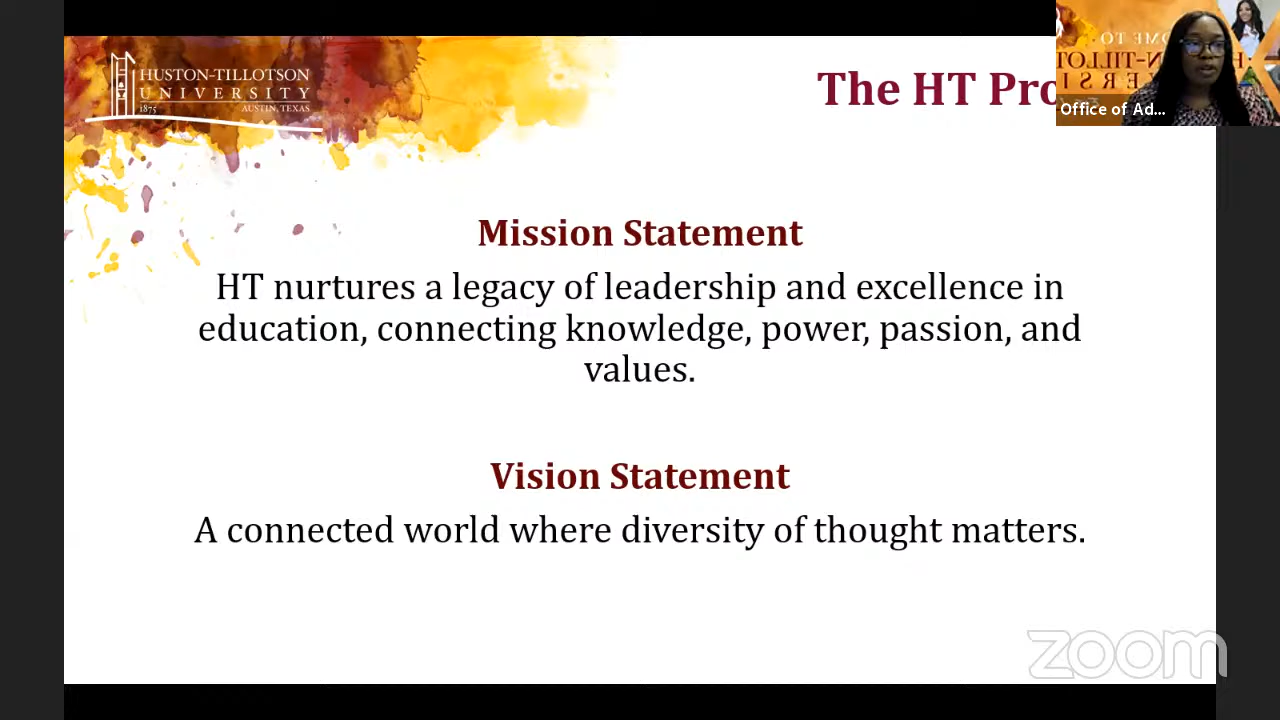 HUSTON-TILLOTSON
UNIVERSITY
1875 AUSTIN, TEXAS
The HT Pro
Office of Ad...
Mission Statement
HT nurtures a legacy of leadership and excellence in
education, connecting knowledge, power, passion, and
values.
Vision Statement
A connected world where diversity of thought matters.
zoom